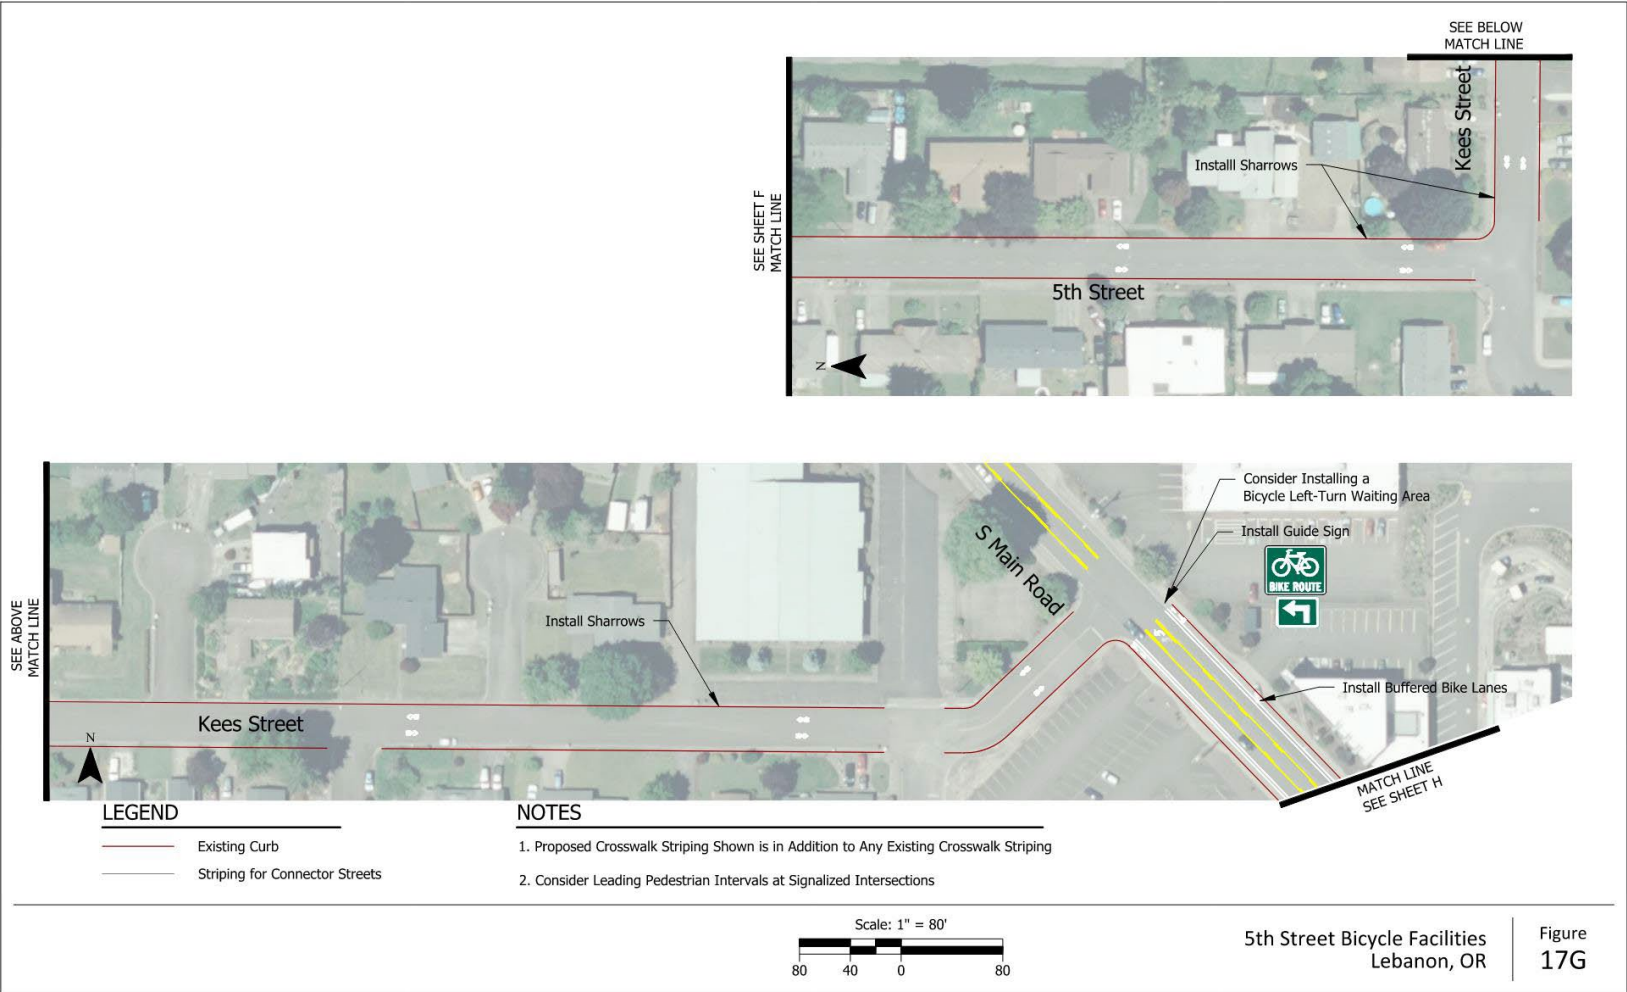 SEE BELOW
MATCH LINE
Kees Street
Installl Sharrows
SEE SHEET F
MATCH LINE
5th Street
N
Consider Installing a
Bicycle Left-Turn Waiting Area
Install Guide Sign
S Main Road
BIKE ROUTE
SEE ABOVE
MATCH LINE
Install Sharrows
Install Buffered Bike Lanes
Kees Street
N
MATCH LINE
SEE SHEET H
LEGEND
Existing Curb
Striping for Connector Streets
NOTES
1. Proposed Crosswalk Striping Shown is in Addition to Any Existing Crosswalk Striping
2. Consider Leading Pedestrian Intervals at Signalized Intersections
Scale: 1" = 80'
80 40 0 80
5th Street Bicycle Facilities
Lebanon, OR
Figure
17G